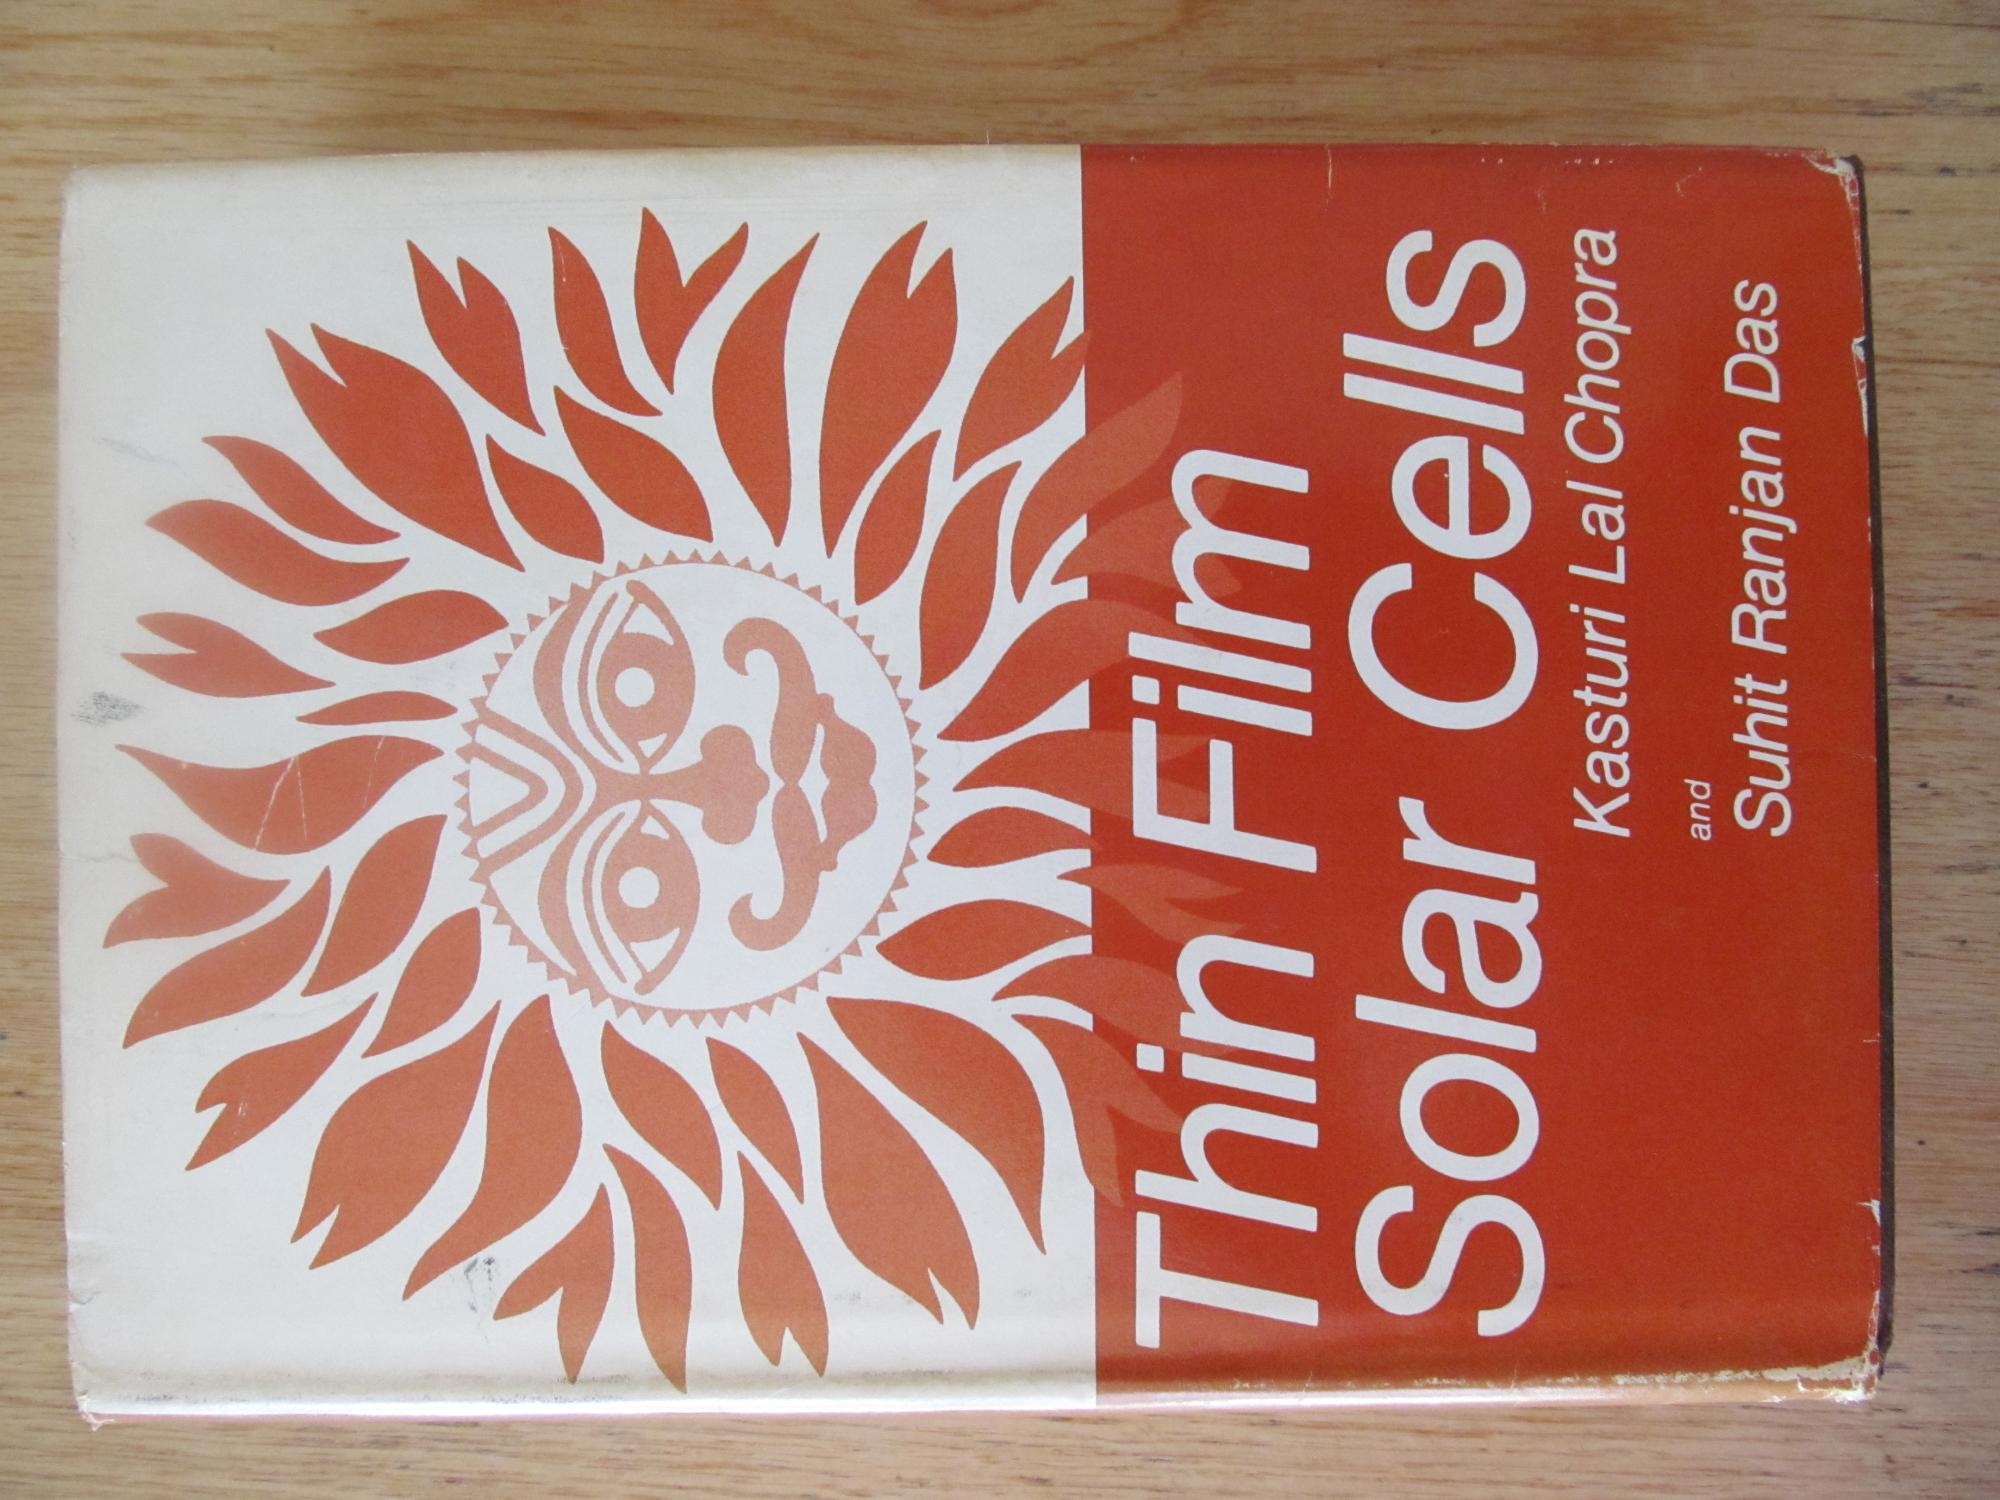 Thin Film
Solar Cells
Kasturi Lal Chopra
and
Suhit Ranjan Das